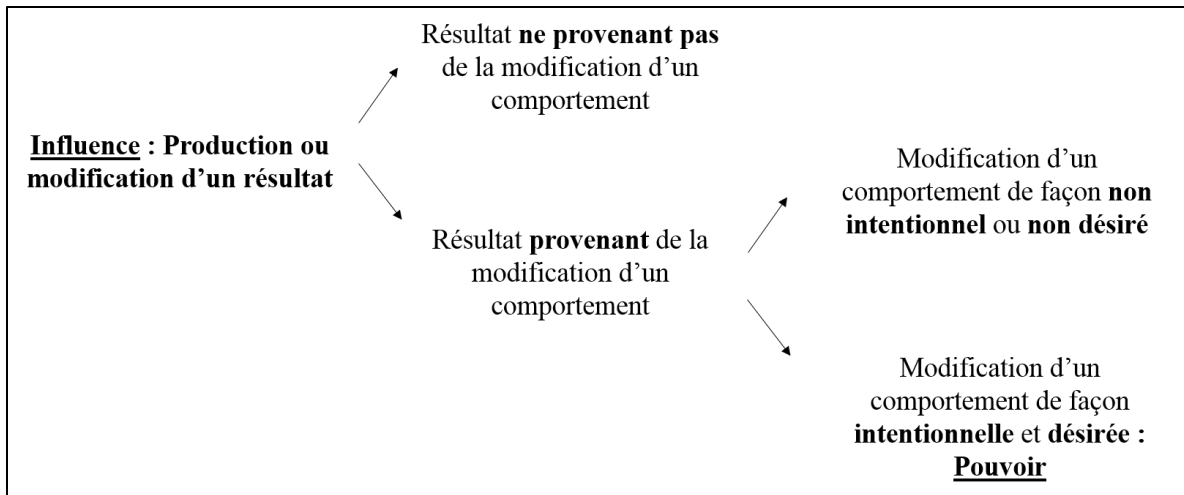 Résultat ne provenant pas
de la modification d’un
comportement
Influence : Production ou
modification d’un résultat
Résultat provenant de la
modification d’un
comportement
Modification d’un
comportement de façon non
intentionnel ou non désiré
Modification d’un
comportement de façon
intentionnelle et désirée :
Pouvoir